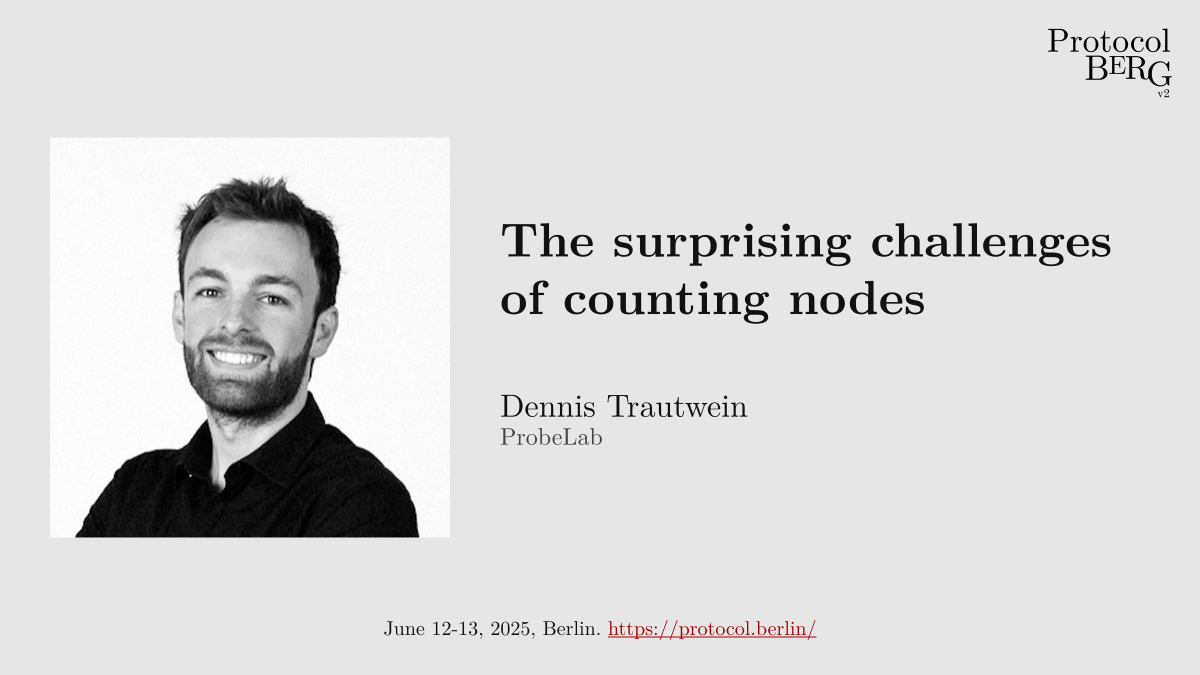 Protocol
BERG
v2
The surprising challenges
of counting nodes
Dennis Trautwein
ProbeLab
June 12-13, 2025, Berlin. https://protocol.berlin/